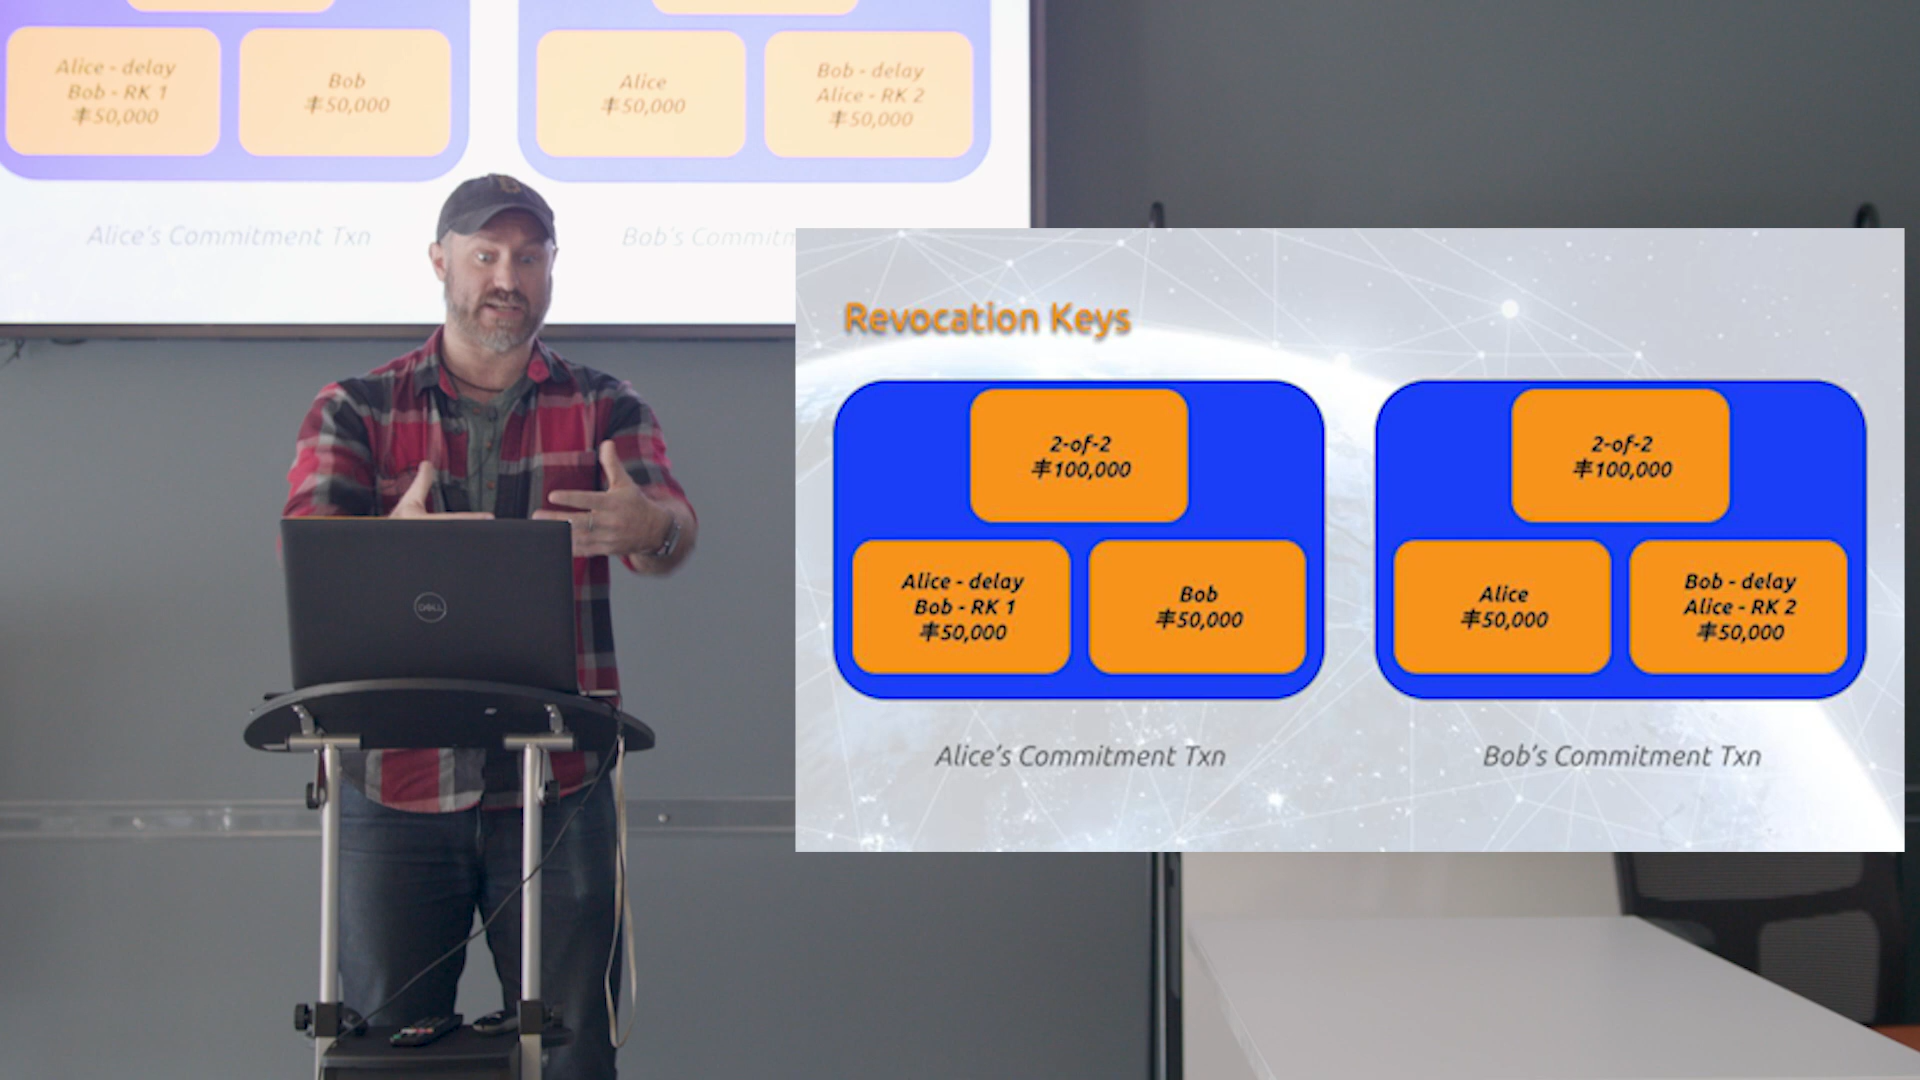 Alice - delay
Bob - RK 1
丰50,000
Bob
丰50,000
Alice
丰50,000
Bob - delay
Alice - RK 2
丰50,000
Alice's Commitment Txn
Bob's Commitm
DELL
Revocation Keys
2-of-2
丰100,000
Alice - delay
Bob - RK 1
丰50,000
Bob
丰50,000
2-of-2
丰100,000
Alice
丰50,000
Bob - delay
Alice - RK 2
丰50,000
Alice's Commitment Txn
Bob's Commitment Txn